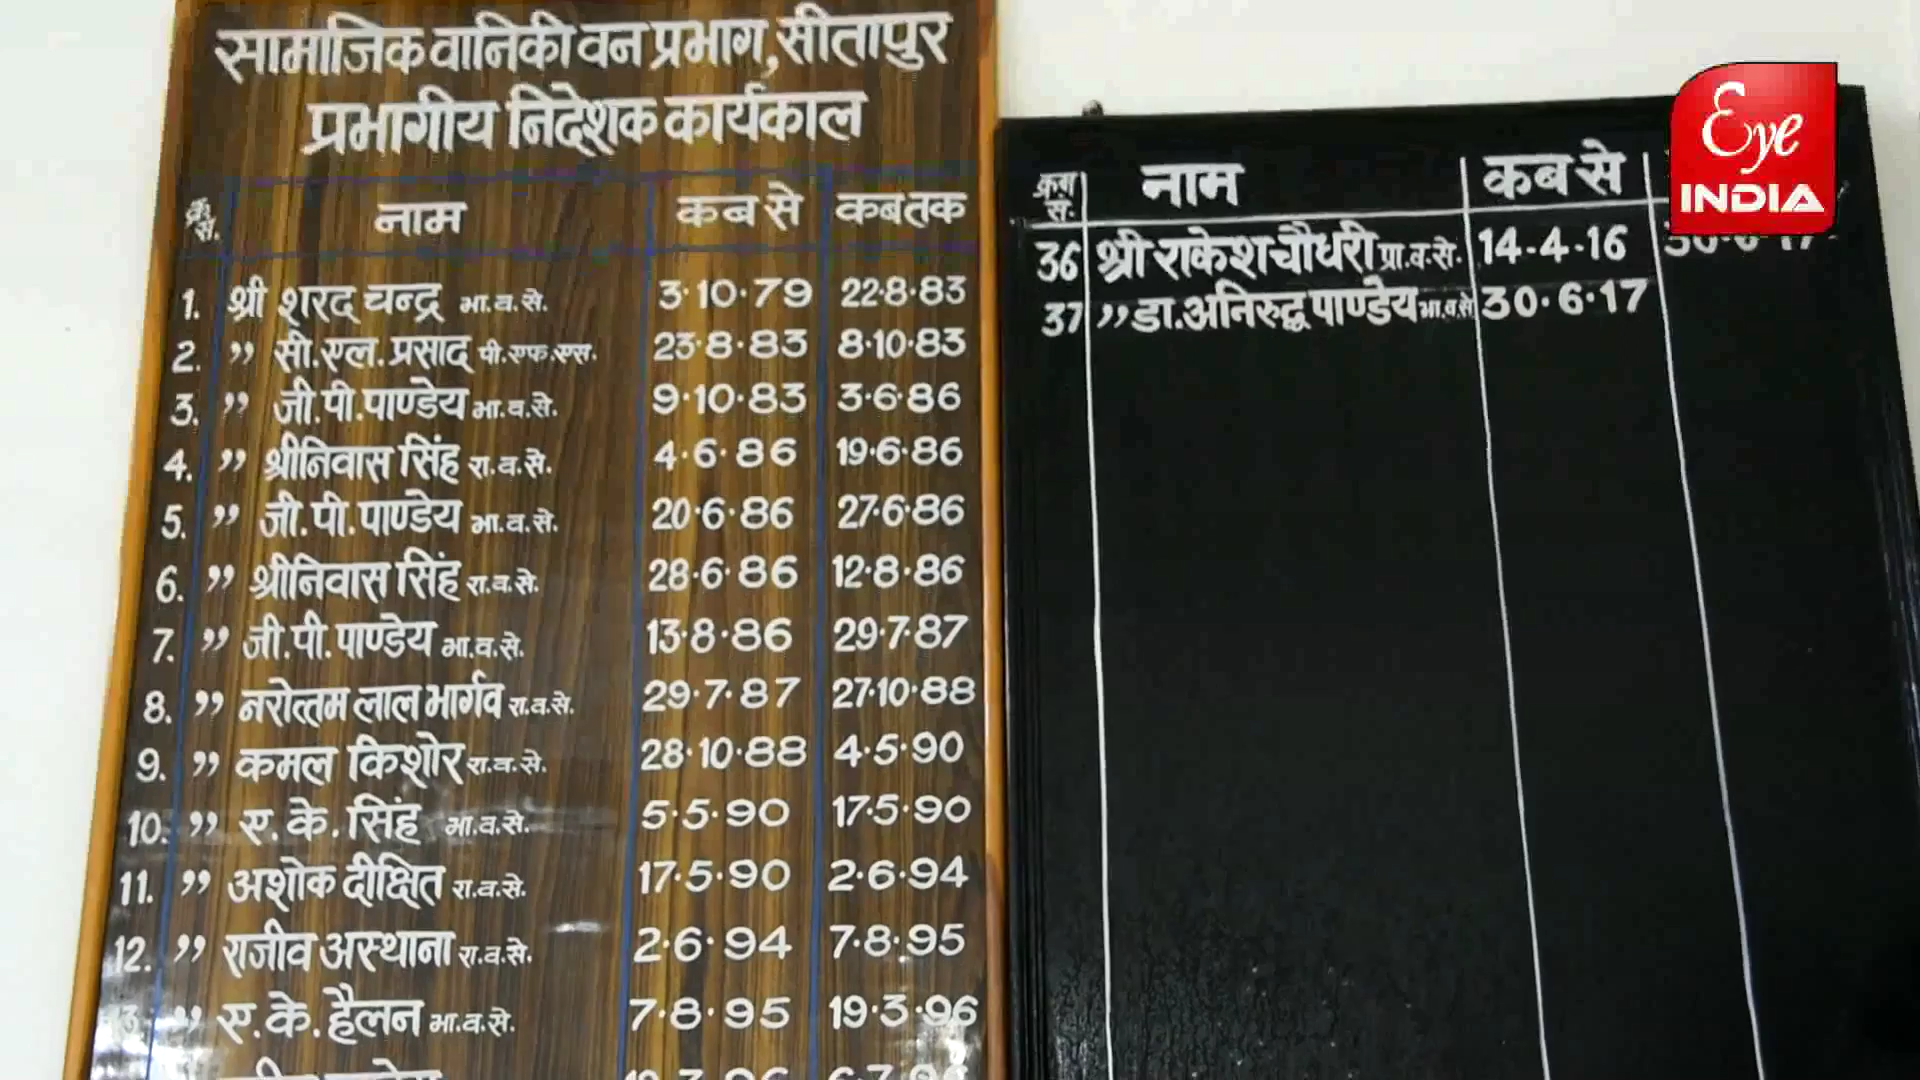 सामाजिक वानिकी वन प्रभाग, सीतापुर
प्रभागीय निदेशक कार्यकाल
क्र. स. नाम कब से कब तक
1. श्री शरद चन्द्र भा.व.से. 3·10·79 22·8·83
2. ,, सी.एल. प्रसाद पी.एफ.एस. 23·8·83 8·10·83
3. ,, जी.पी.पाण्डेय भा.व.से. 9·10·83 3·6·86
4. ,, श्रीनिवास सिंह रा.व.से. 4·6·86 19·6·86
5. ,, जी.पी.पाण्डेय भा.व.से. 20·6·86 27·6·86
6. ,, श्रीनिवास सिंह रा.व.से. 28·6·86 12·8·86
7. ,, जी.पी.पाण्डेय भा.व.से. 13·8·86 29·7·87
8. ,, नरोत्तम लाल भार्गव रा.व.से. 29·7·87 27·10·88
9. ,, कमल किशोर रा.व.से. 28·10·88 4·5·90
10. ,, ए.के.सिंह भा.व.से. 5·5·90 17·5·90
11. ,, अशोक दीक्षित रा.व.से. 17·5·90 2·6·94
12. ,, राजीव अस्थाना रा.व.से. 2·6·94 7·8·95
3. ,, ए.के.हैलन भा.व.से. 7·8·95 19·3·96
नाम कब से
36 श्री राकेश चौधरी प्रा.व.से. 14-4-16
37 ,, डा.अनिरुद्ध पाण्डेय भा.व.से 30·6·17
Eye
INDIA